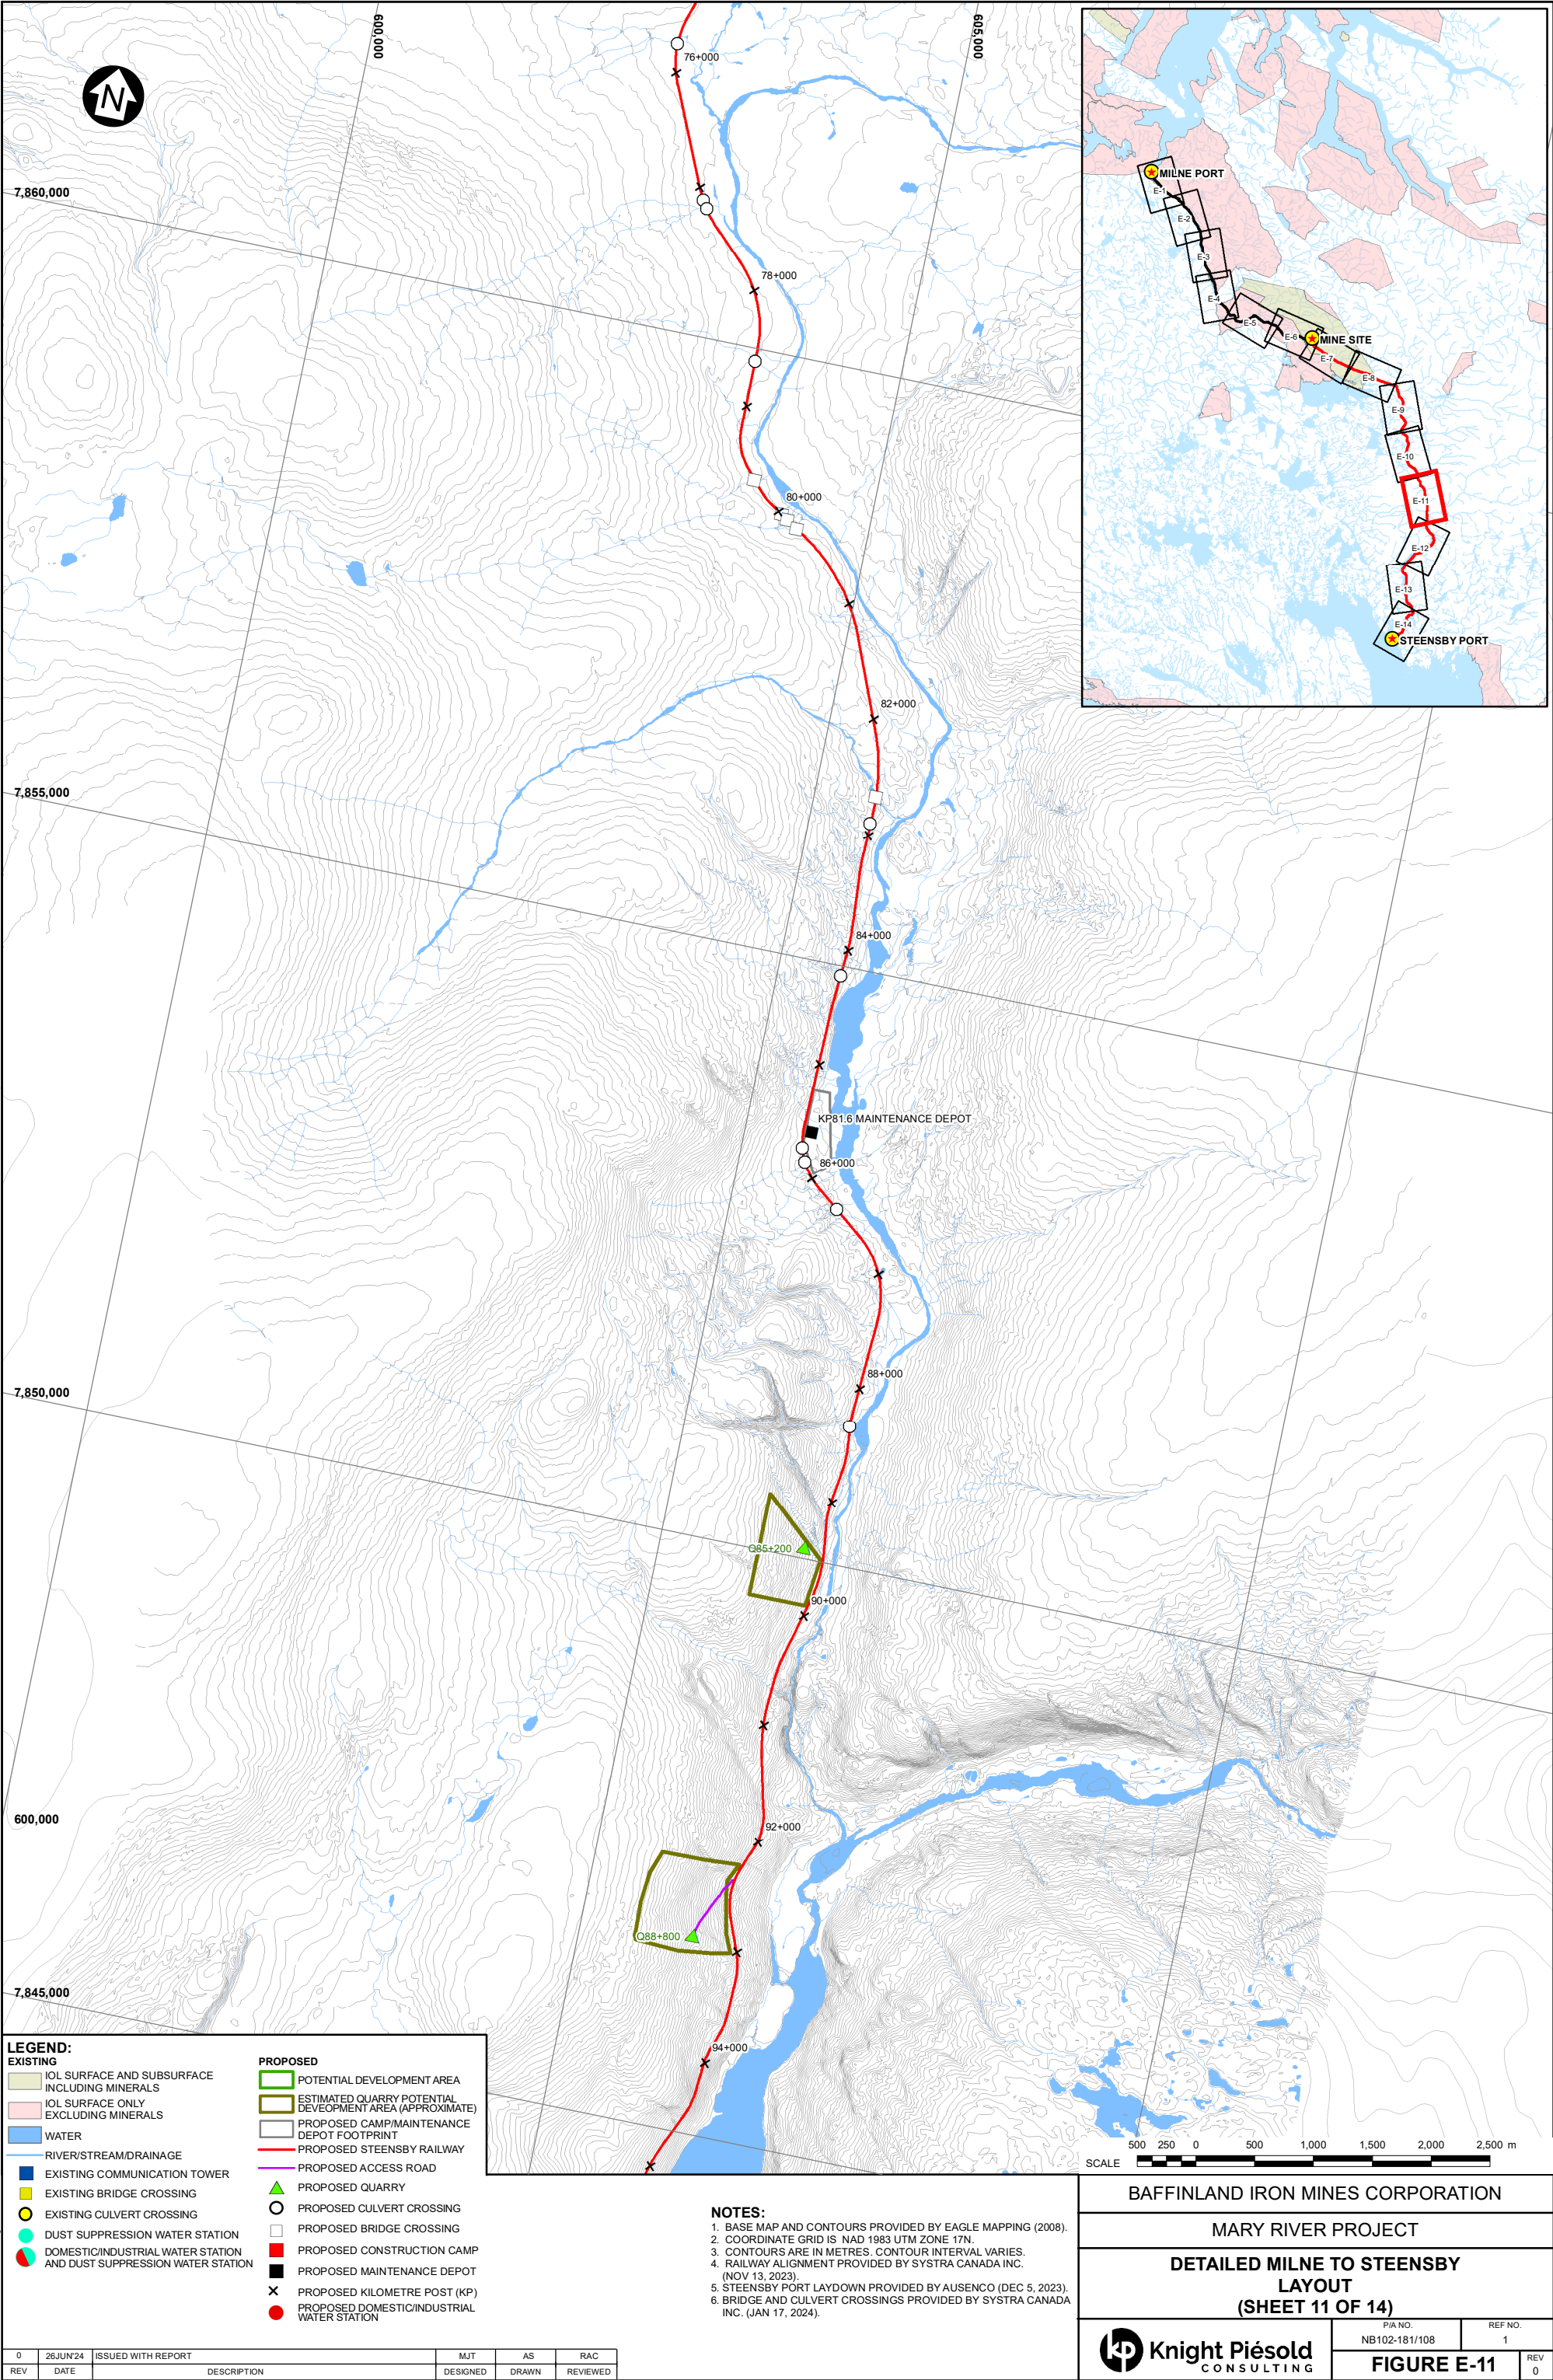 600,000
605,000
N
76+000
7,860,000
78+000
80+000
82+000
7,855,000
84+000
KP81.6 MAINTENANCE DEPOT
86+000
7,850,000
88+000
Q85+200
90+000
600,000
92+000
Q88+800
7,845,000
94+000
MILNE PORT
E-1
E-2
E-3
E-4
E-5
E-6
MINE SITE
E-7
E-8
E-9
E-10
E-11
E-12
E-13
E-14
STEENSBY PORT
LEGEND:
EXISTING
IOL SURFACE AND SUBSURFACE
INCLUDING MINERALS
IOL SURFACE ONLY
EXCLUDING MINERALS
WATER
RIVER/STREAM/DRAINAGE
EXISTING COMMUNICATION TOWER
EXISTING BRIDGE CROSSING
EXISTING CULVERT CROSSING
DUST SUPPRESSION WATER STATION
DOMESTIC/INDUSTRIAL WATER STATION
AND DUST SUPPRESSION WATER STATION
PROPOSED
POTENTIAL DEVELOPMENT AREA
ESTIMATED QUARRY POTENTIAL
DEVEOPMENT AREA (APPROXIMATE)
PROPOSED CAMP/MAINTENANCE
DEPOT FOOTPRINT
PROPOSED STEENSBY RAILWAY
PROPOSED ACCESS ROAD
PROPOSED QUARRY
PROPOSED CULVERT CROSSING
PROPOSED BRIDGE CROSSING
PROPOSED CONSTRUCTION CAMP
PROPOSED MAINTENANCE DEPOT
PROPOSED KILOMETRE POST (KP)
PROPOSED DOMESTIC/INDUSTRIAL
WATER STATION
NOTES:
1. BASE MAP AND CONTOURS PROVIDED BY EAGLE MAPPING (2008).
2. COORDINATE GRID IS NAD 1983 UTM ZONE 17N.
3. CONTOURS ARE IN METRES. CONTOUR INTERVAL VARIES.
4. RAILWAY ALIGNMENT PROVIDED BY SYSTRA CANADA INC.
(NOV 13, 2023).
5. STEENSBY PORT LAYDOWN PROVIDED BY AUSENCO (DEC 5, 2023).
6. BRIDGE AND CULVERT CROSSINGS PROVIDED BY SYSTRA CANADA
INC. (JAN 17, 2024).
500 250 0 500 1,000 1,500 2,000 2,500 m
SCALE
BAFFINLAND IRON MINES CORPORATION
MARY RIVER PROJECT
DETAILED MILNE TO STEENSBY
LAYOUT
(SHEET 11 OF 14)
kp Knight Piésold
CONSULTING
P/A NO.
NB102-181/108
REF NO.
1
FIGURE E-11
REV
0
0 26JUN'24 ISSUED WITH REPORT MJT AS RAC
REV DATE DESCRIPTION DESIGNED DRAWN REVIEWED